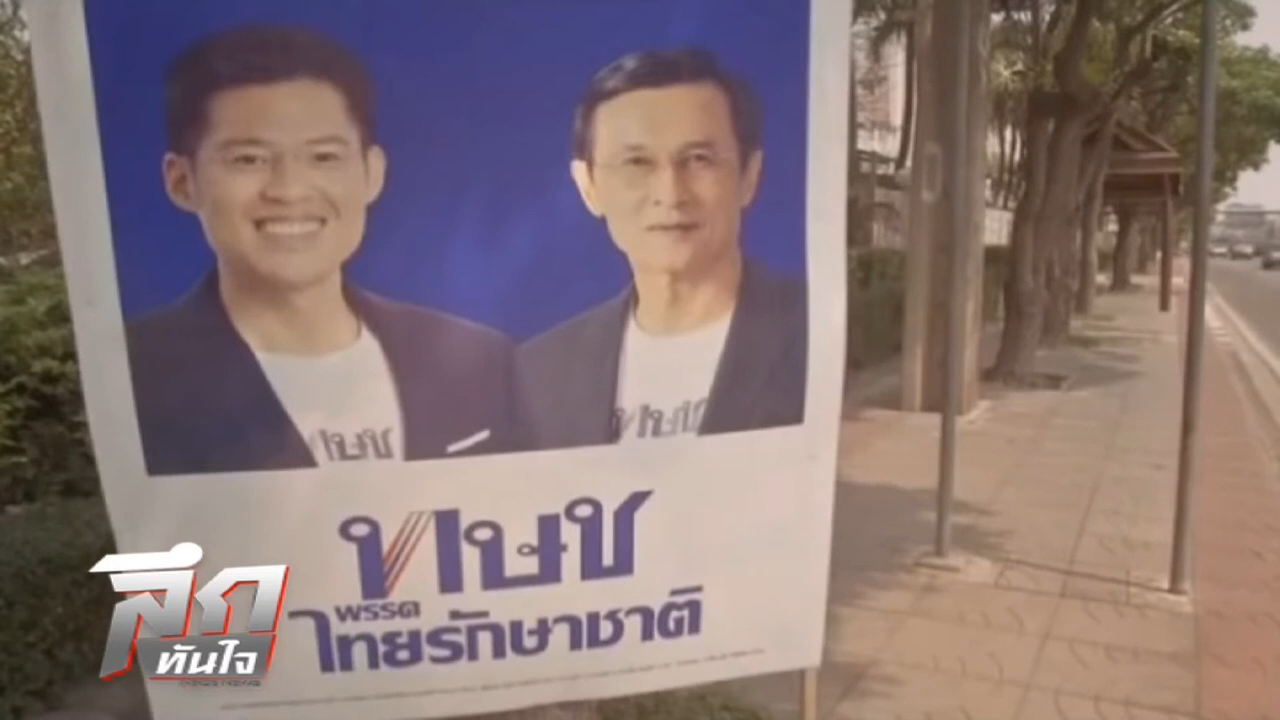 ทษช
ทษช
ทษช
พรรค
ไทยรักษาชาติ
ลึก
ทันใจ